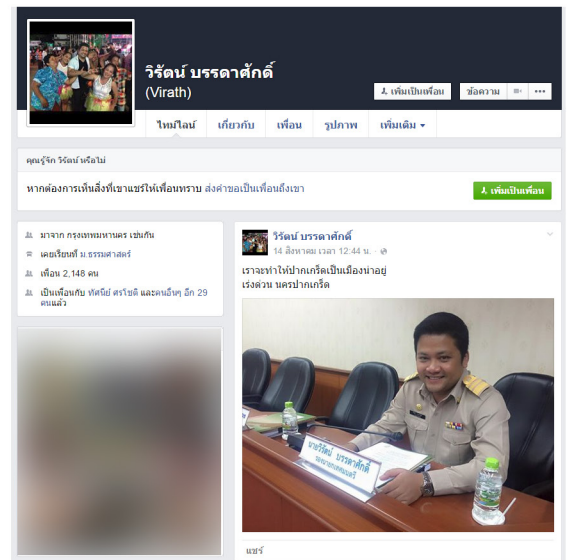 วิรัตน์ บรรดาศักดิ์
(Virath)
เพิ่มเป็นเพื่อน
ข้อความ
ไทม์ไลน์ เกี่ยวกับ เพื่อน รูปภาพ เพิ่มเติม
คุณรู้จัก วิรัตน์ หรือไม่
หากต้องการเห็นสิ่งที่เขาแชร์ให้เพื่อนทราบ ส่งคำขอเป็นเพื่อนถึงเขา
เพิ่มเป็นเพื่อน
มาจาก กรุงเทพมหานคร เช่นกัน
เคยเรียนที่ ม.ธรรมศาสตร์
เพื่อน 2,148 คน
เป็นเพื่อนกับ ทัศนีย์ ศรโชติ และคนอื่นๆ อีก 29
คนแล้ว
วิรัตน์ บรรดาศักดิ์
14 สิงหาคม เวลา 12:44 น.
เราจะทำให้ปากเกร็ดเป็นเมืองน่าอยู่
เร่งด่วน นครปากเกร็ด
นายวิรัตน์ บรรดาศักดิ์
รองนายกเทศมนตรี
แชร์